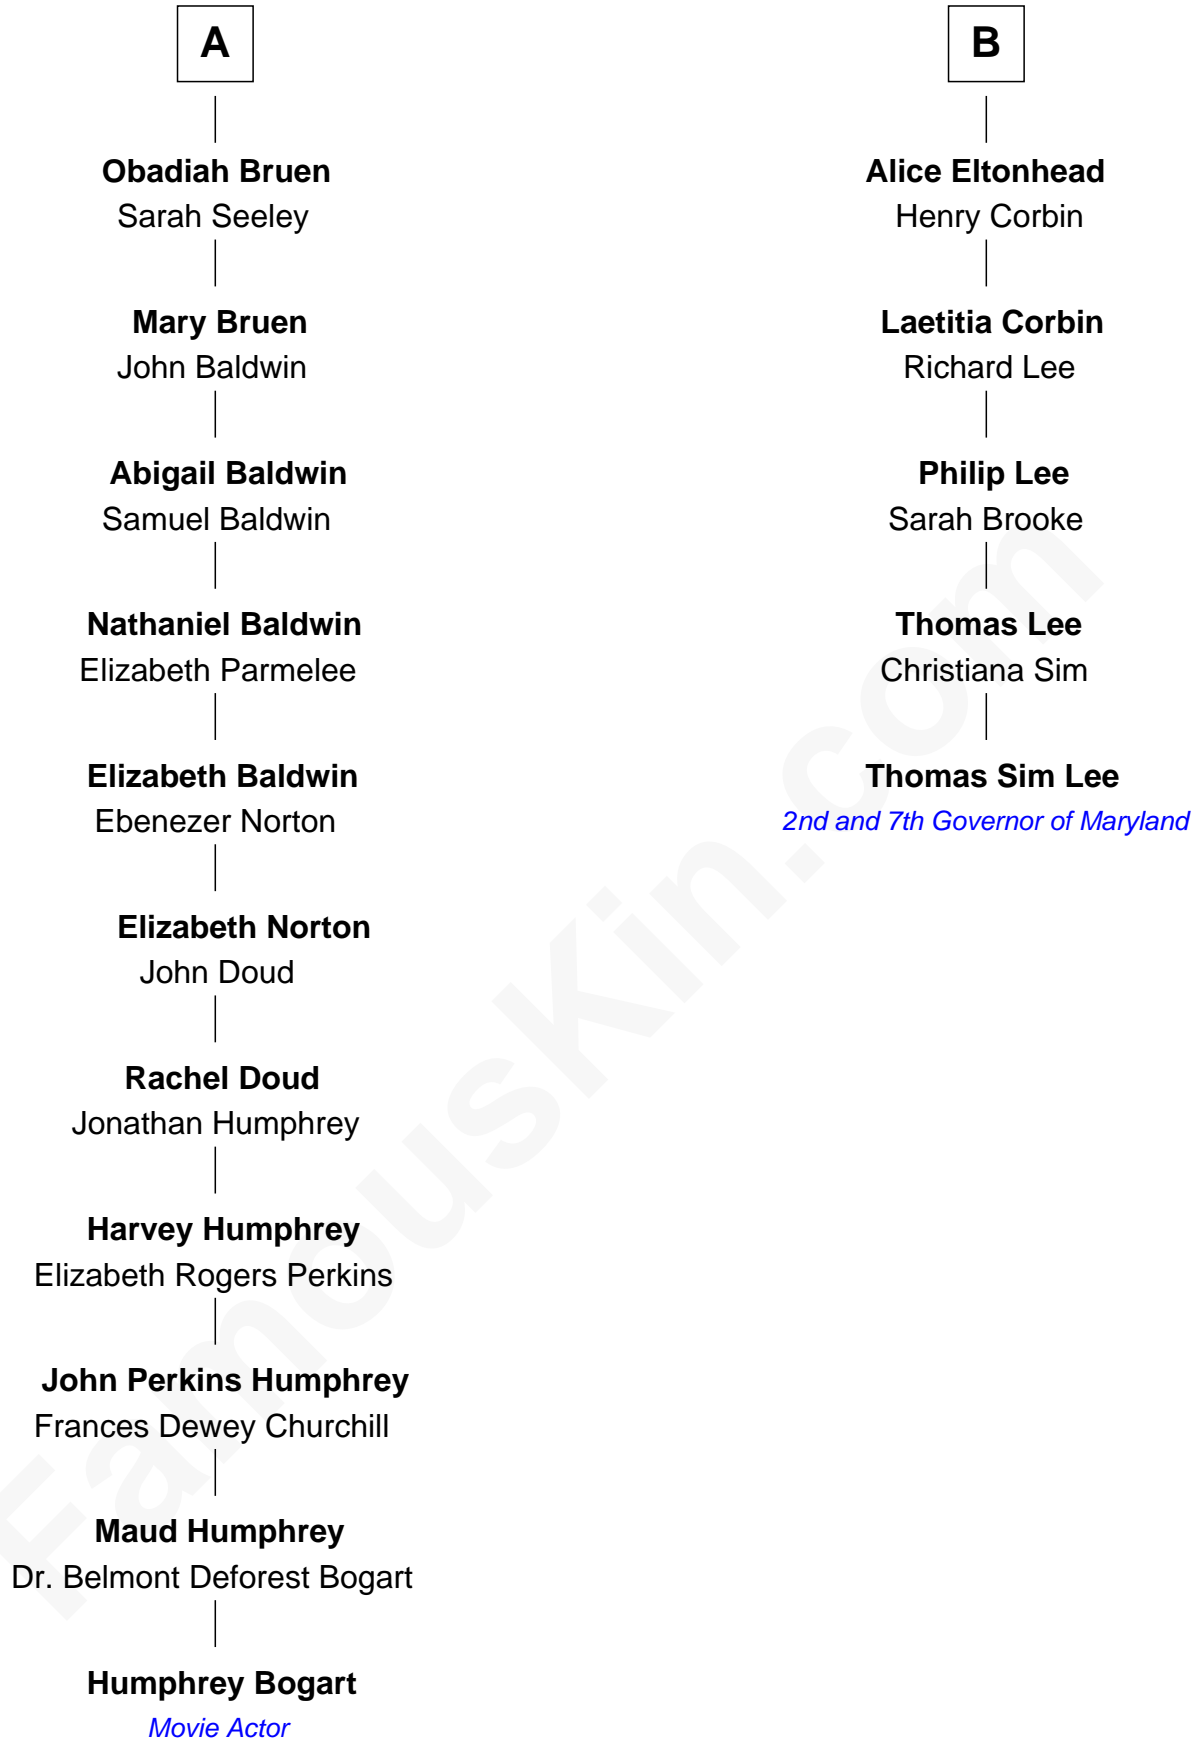 A
Obadiah Bruen
Sarah Seeley
Mary Bruen
John Baldwin
Abigail Baldwin
Samuel Baldwin
Nathaniel Baldwin
Elizabeth Parmelee
Elizabeth Baldwin
Ebenezer Norton
Elizabeth Norton
John Doud
Rachel Doud
Jonathan Humphrey
Harvey Humphrey
Elizabeth Rogers Perkins
John Perkins Humphrey
Frances Dewey Churchill
Maud Humphrey
Dr. Belmont Deforest Bogart
Humphrey Bogart
Movie Actor
B
Alice Eltonhead
Henry Corbin
Laetitia Corbin
Richard Lee
Philip Lee
Sarah Brooke
Thomas Lee
Christiana Sim
Thomas Sim Lee
2nd and 7th Governor of Maryland
FamousKin.com